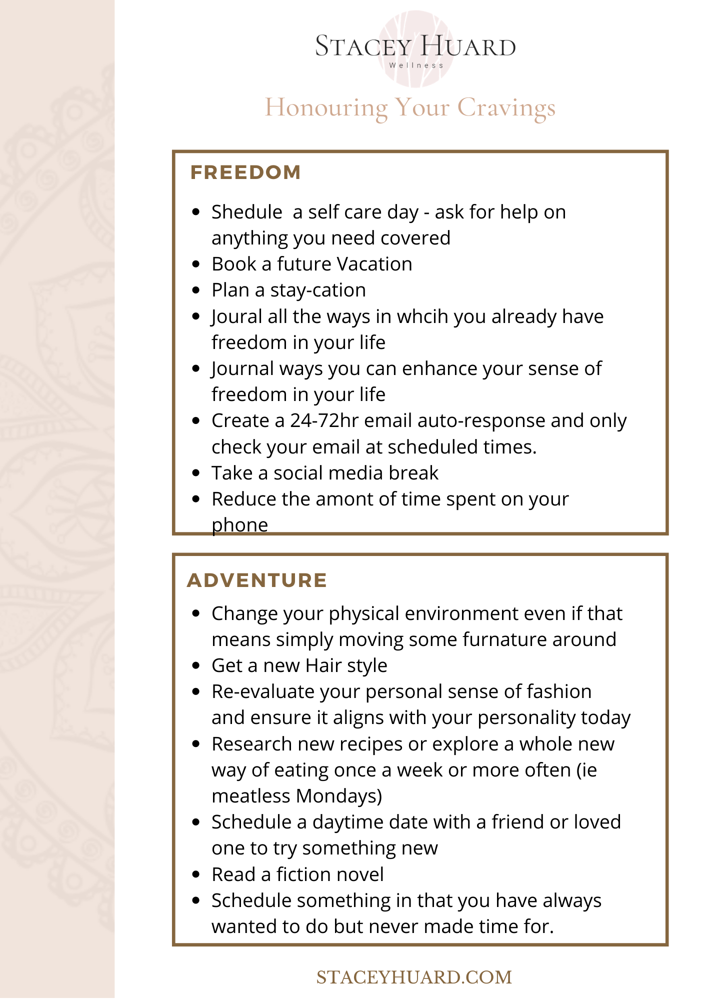 Stacey Huard
Wellness
Honouring Your Cravings
FREEDOM
• Shedule  a self care day - ask for help on
anything you need covered
• Book a future Vacation
• Plan a stay-cation
• Joural all the ways in whcih you already have
freedom in your life
• Journal ways you can enhance your sense of
freedom in your life
• Create a 24-72hr email auto-response and only
check your email at scheduled times.
• Take a social media break
• Reduce the amont of time spent on your
phone
ADVENTURE
• Change your physical environment even if that
means simply moving some furnature around
• Get a new Hair style
• Re-evaluate your personal sense of fashion
and ensure it aligns with your personality today
• Research new recipes or explore a whole new
way of eating once a week or more often (ie
meatless Mondays)
• Schedule a daytime date with a friend or loved
one to try something new
• Read a fiction novel
• Schedule something in that you have always
wanted to do but never made time for.
STACEYHUARD.COM